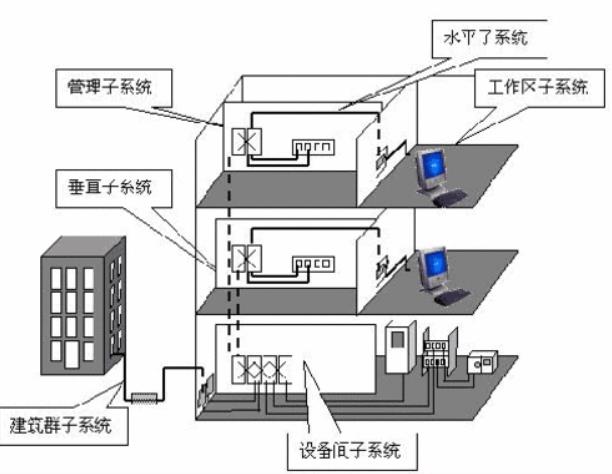 水平了系统
管理子系统
工作区子系统
垂直子系统
建筑群子系统
设备间子系统